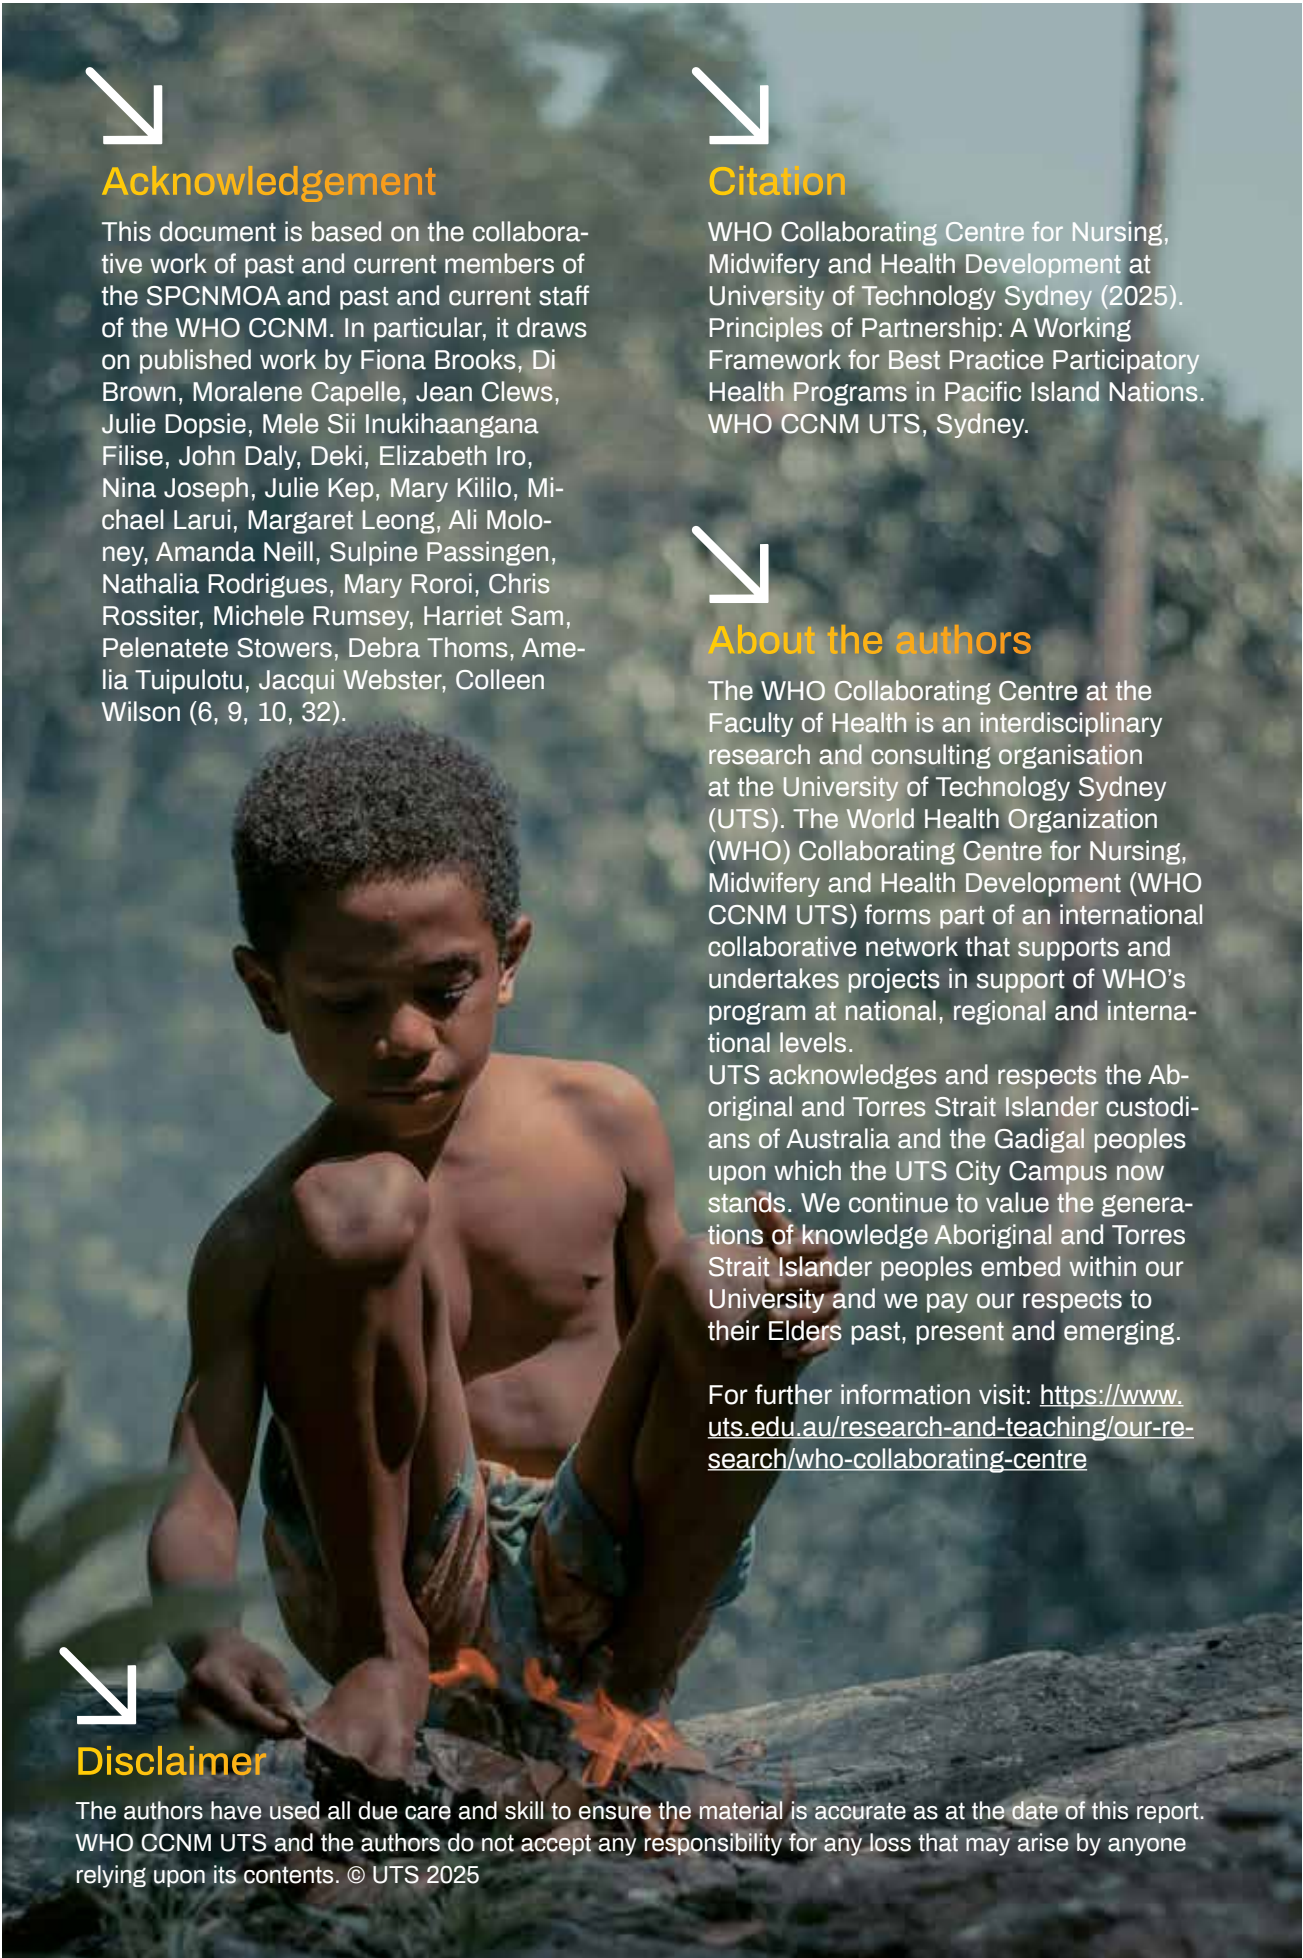 Acknowledgement
This document is based on the collabora-
tive work of past and current members of
the SPCNMOA and past and current staff
of the WHO CCNM. In particular, it draws
on published work by Fiona Brooks, Di
Brown, Moralene Capelle, Jean Clews,
Julie Dopsie, Mele Sii Inukihaangana
Filise, John Daly, Deki, Elizabeth Iro,
Nina Joseph, Julie Kep, Mary Kililo, Mi-
chael Larui, Margaret Leong, Ali Molo-
ney, Amanda Neill, Sulpine Passingen,
Nathalia Rodrigues, Mary Roroi, Chris
Rossiter, Michele Rumsey, Harriet Sam,
Pelenatete Stowers, Debra Thoms, Ame-
lia Tuipulotu, Jacqui Webster, Colleen
Wilson (6, 9, 10, 32).
Citation
WHO Collaborating Centre for Nursing,
Midwifery and Health Development at
University of Technology Sydney (2025).
Principles of Partnership: A Working
Framework for Best Practice Participatory
Health Programs in Pacific Island Nations.
WHO CCNM UTS, Sydney.
About the authors
The WHO Collaborating Centre at the
Faculty of Health is an interdisciplinary
research and consulting organisation
at the University of Technology Sydney
(UTS). The World Health Organization
(WHO) Collaborating Centre for Nursing,
Midwifery and Health Development (WHO
CCNM UTS) forms part of an international
collaborative network that supports and
undertakes projects in support of WHO’s
program at national, regional and interna-
tional levels.
UTS acknowledges and respects the Ab-
original and Torres Strait Islander custodi-
ans of Australia and the Gadigal peoples
upon which the UTS City Campus now
stands. We continue to value the genera-
tions of knowledge Aboriginal and Torres
Strait Islander peoples embed within our
University and we pay our respects to
their Elders past, present and emerging.
For further information visit: https://www.
uts.edu.au/research-and-teaching/our-re-
search/who-collaborating-centre
Disclaimer
The authors have used all due care and skill to ensure the material is accurate as at the date of this report.
WHO CCNM UTS and the authors do not accept any responsibility for any loss that may arise by anyone
relying upon its contents. © UTS 2025